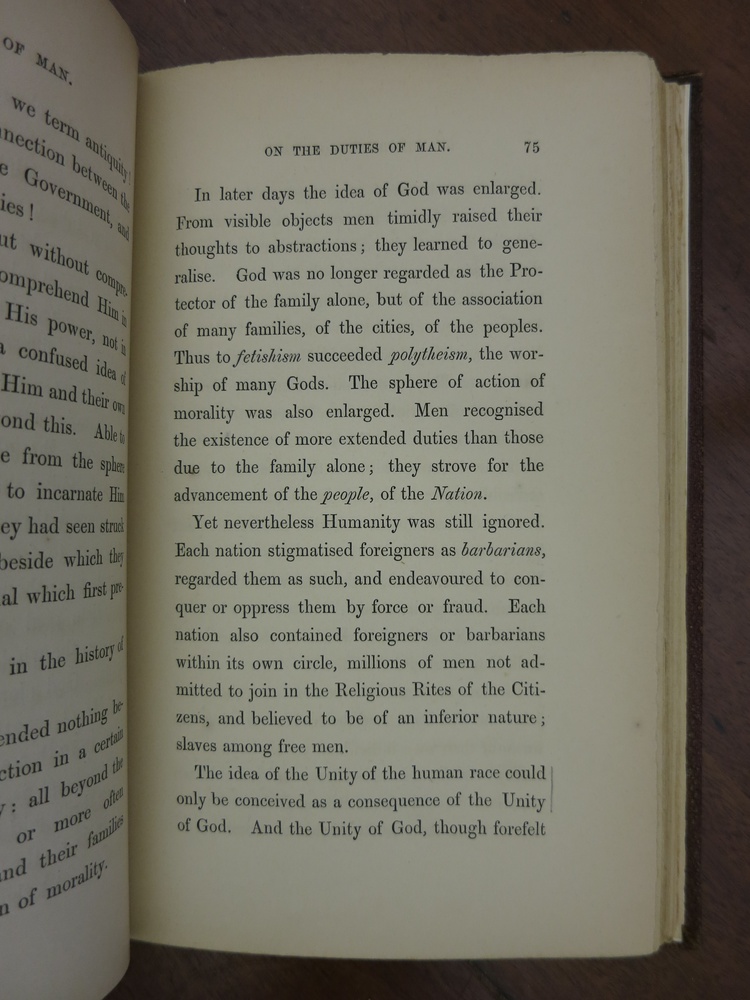 OF MAN.
we term antiquity!
nection between the
Government, and
ies!
without compre-
omprehend Him in
His power, not in
confused idea of
Him and their own
ond this. Able to
from the sphere
to incarnate Him
ey had seen struck
beside which they
al which first pre-
in the history of
ended nothing be-
ction in a certain
: all beyond the
or more often
and their families
of morality.
ON THE DUTIES OF MAN. 75
In later days the idea of God was enlarged.
From visible objects men timidly raised their
thoughts to abstractions; they learned to gene-
ralise. God was no longer regarded as the Pro-
tector of the family alone, but of the association
of many families, of the cities, of the peoples.
Thus to fetishism succeeded polytheism, the wor-
ship of many Gods. The sphere of action of
morality was also enlarged. Men recognised
the existence of more extended duties than those
due to the family alone; they strove for the
advancement of the people, of the Nation.
Yet nevertheless Humanity was still ignored.
Each nation stigmatised foreigners as barbarians,
regarded them as such, and endeavoured to con-
quer or oppress them by force or fraud. Each
nation also contained foreigners or barbarians
within its own circle, millions of men not ad-
mitted to join in the Religious Rites of the Citi-
zens, and believed to be of an inferior nature;
slaves among free men.
The idea of the Unity of the human race could
only be conceived as a consequence of the Unity
of God. And the Unity of God, though forefelt